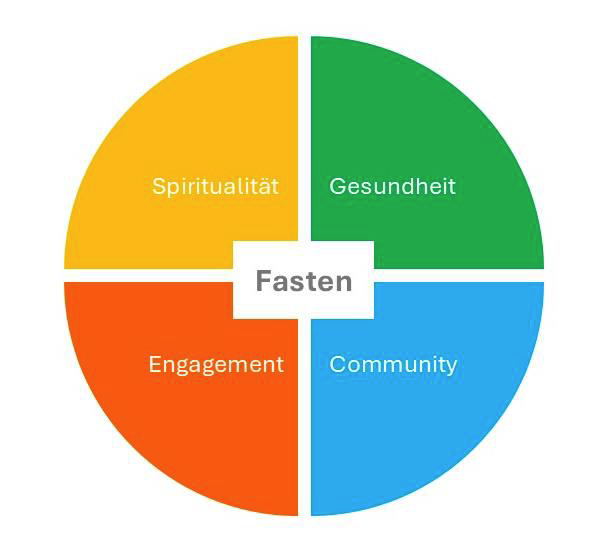 Spiritualität
Gesundheit
Fasten
Engagement
Community